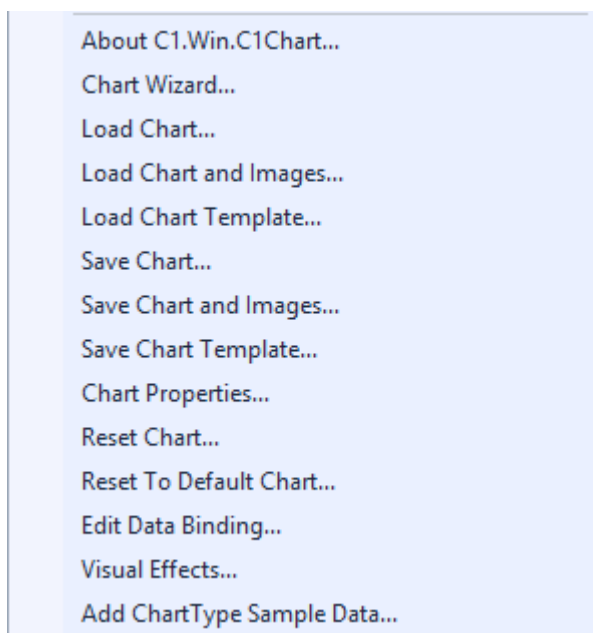 About C1.Win.C1Chart...
Chart Wizard...
Load Chart...
Load Chart and Images...
Load Chart Template...
Save Chart...
Save Chart and Images...
Save Chart Template...
Chart Properties...
Reset Chart...
Reset To Default Chart...
Edit Data Binding...
Visual Effects...
Add ChartType Sample Data...